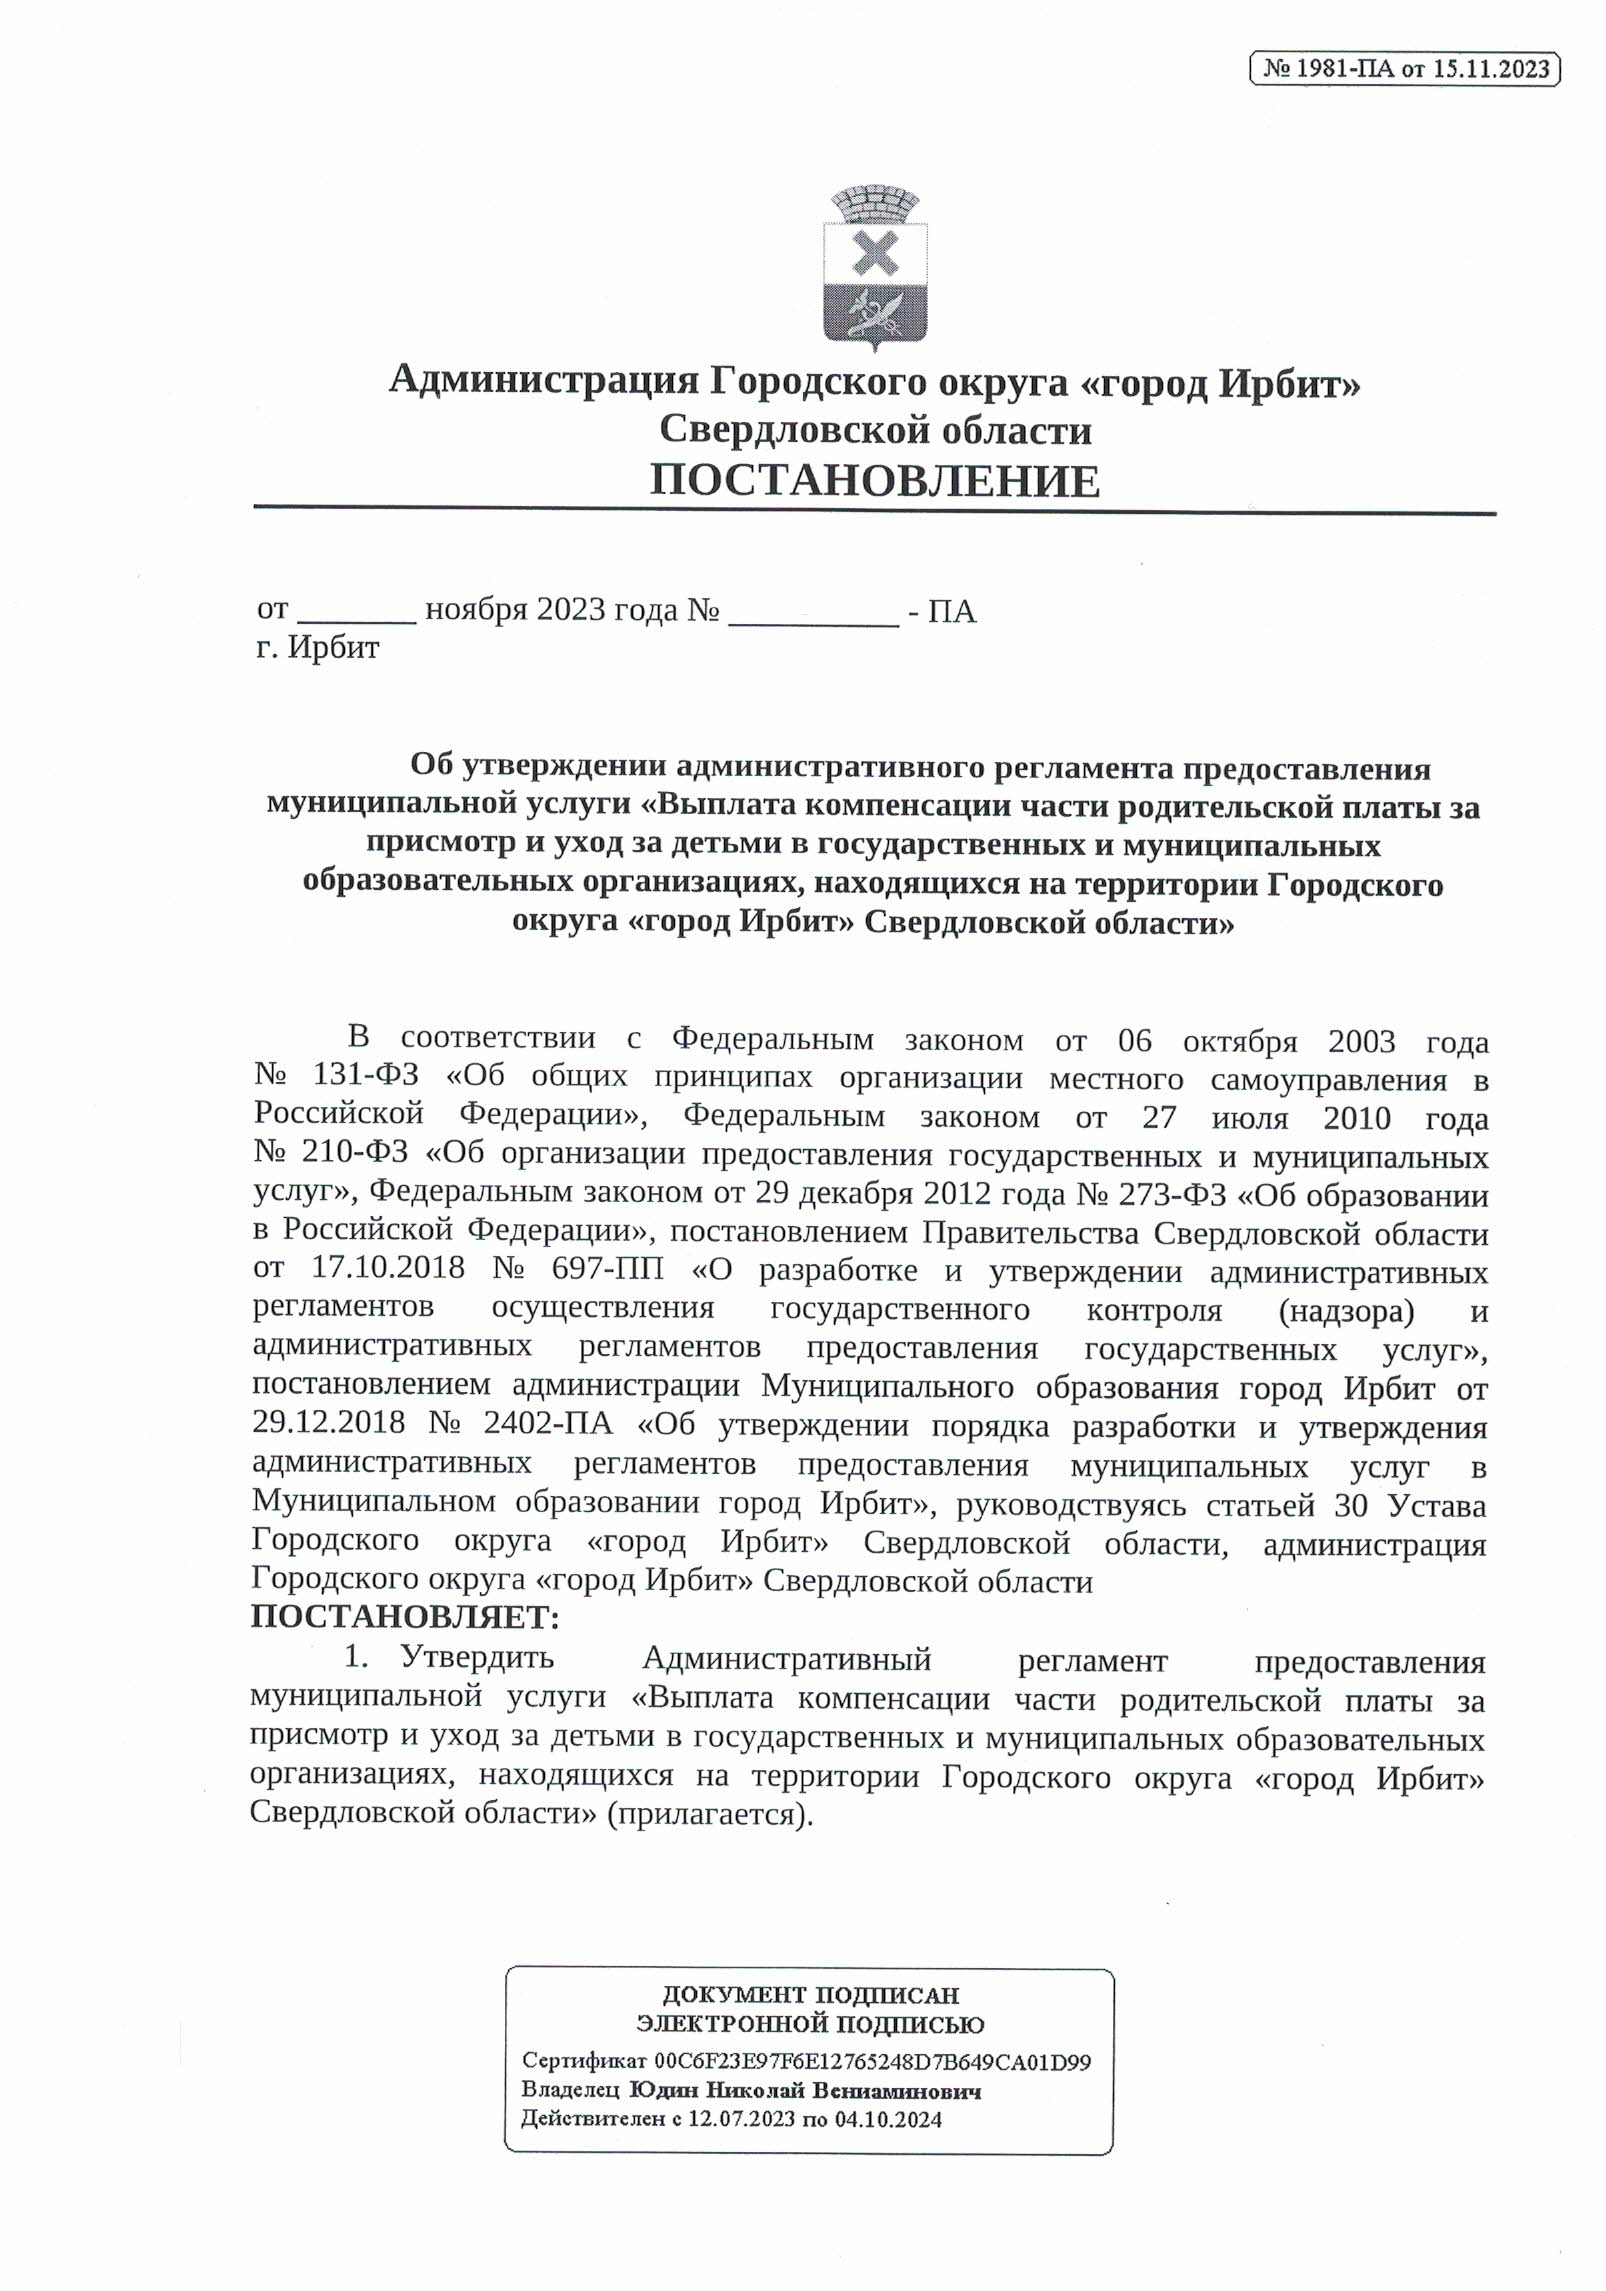 № 1981-ПА от 15.11.2023
Администрация Городского округа «город Ирбит»
Свердловской области
ПОСТАНОВЛЕНИЕ
от _______ ноября 2023 года № __________ - ПА
г. Ирбит
Об утверждении административного регламента предоставления
муниципальной услуги «Выплата компенсации части родительской платы за
присмотр и уход за детьми в государственных и муниципальных
образовательных организациях, находящихся на территории Городского
округа «город Ирбит» Свердловской области»
В соответствии с Федеральным законом от 06 октября 2003 года
№ 131-ФЗ «Об общих принципах организации местного самоуправления в
Российской Федерации», Федеральным законом от 27 июля 2010 года
№ 210-ФЗ «Об организации предоставления государственных и муниципальных
услуг», Федеральным законом от 29 декабря 2012 года № 273-ФЗ «Об образовании
в Российской Федерации», постановлением Правительства Свердловской области
от 17.10.2018 № 697-ПП «О разработке и утверждении административных
регламентов осуществления государственного контроля (надзора) и
административных регламентов предоставления государственных услуг»,
постановлением администрации Муниципального образования город Ирбит от
29.12.2018 № 2402-ПА «Об утверждении порядка разработки и утверждения
административных регламентов предоставления муниципальных услуг в
Муниципальном образовании город Ирбит», руководствуясь статьей 30 Устава
Городского округа «город Ирбит» Свердловской области, администрация
Городского округа «город Ирбит» Свердловской области
ПОСТАНОВЛЯЕТ:
1. Утвердить Административный регламент предоставления
муниципальной услуги «Выплата компенсации части родительской платы за
присмотр и уход за детьми в государственных и муниципальных образовательных
организациях, находящихся на территории Городского округа «город Ирбит»
Свердловской области» (прилагается).
ДОКУМЕНТ ПОДПИСАН
ЭЛЕКТРОННОЙ ПОДПИСЬЮ
Сертификат 00C6F23E97F6E12765248D7B649CA01D99
Владелец Юдин Николай Вениаминович
Действителен с 12.07.2023 по 04.10.2024